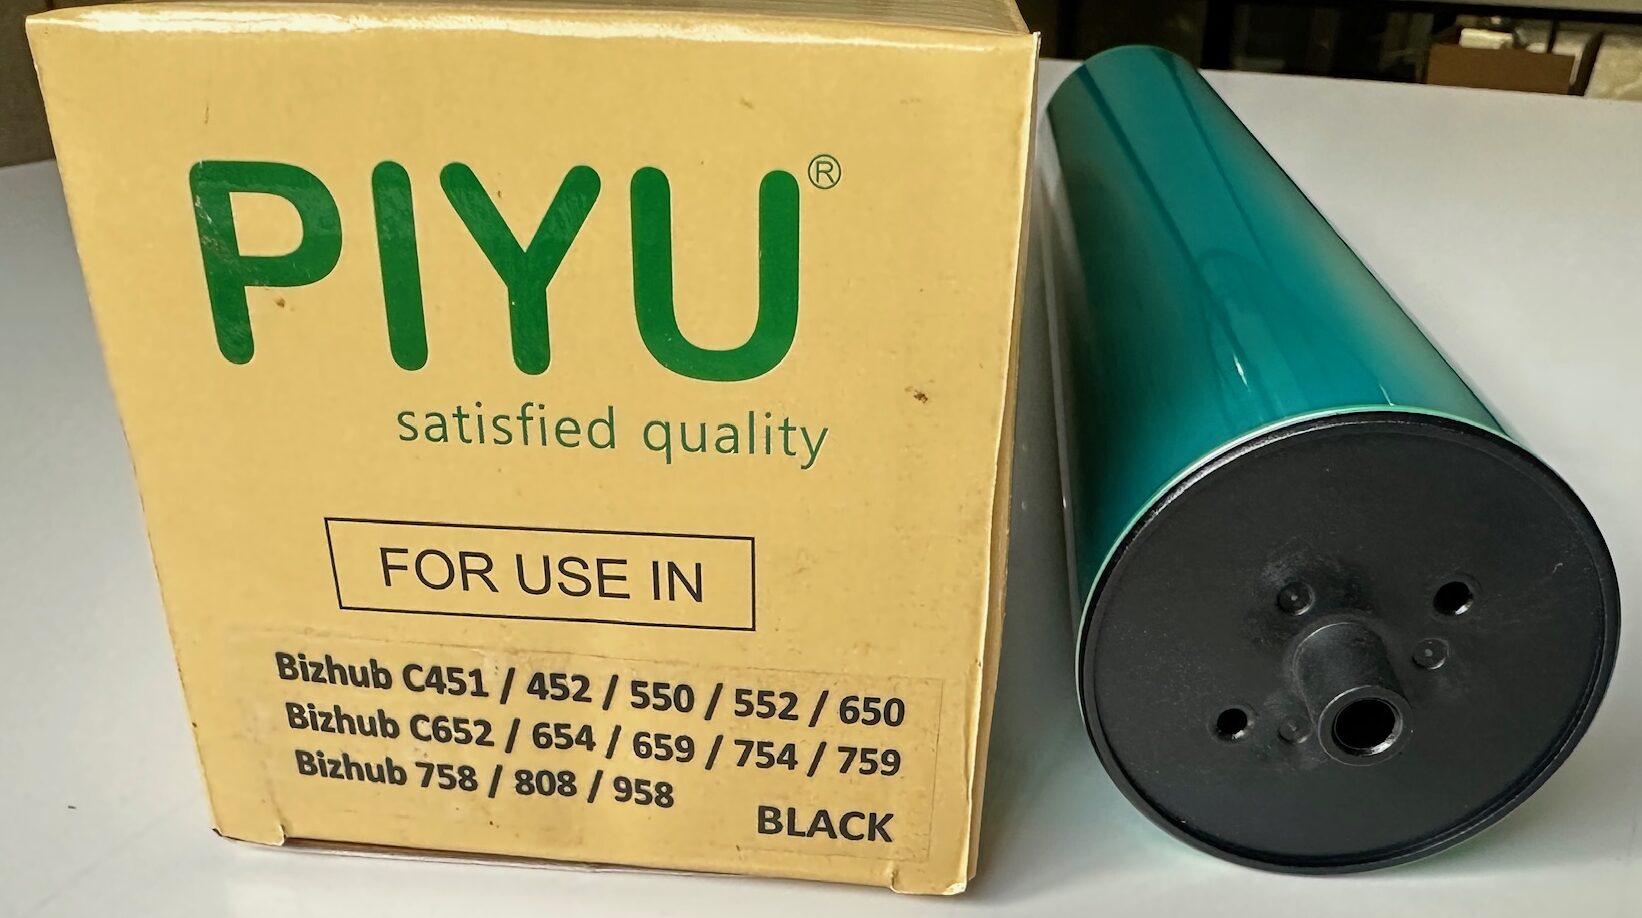 PIYU®
satisfied quality
FOR USE IN
Bizhub C451 / 452 / 550 / 552 / 650
Bizhub C652 / 654 / 659 / 754 / 759
Bizhub 758 / 808 / 958
BLACK